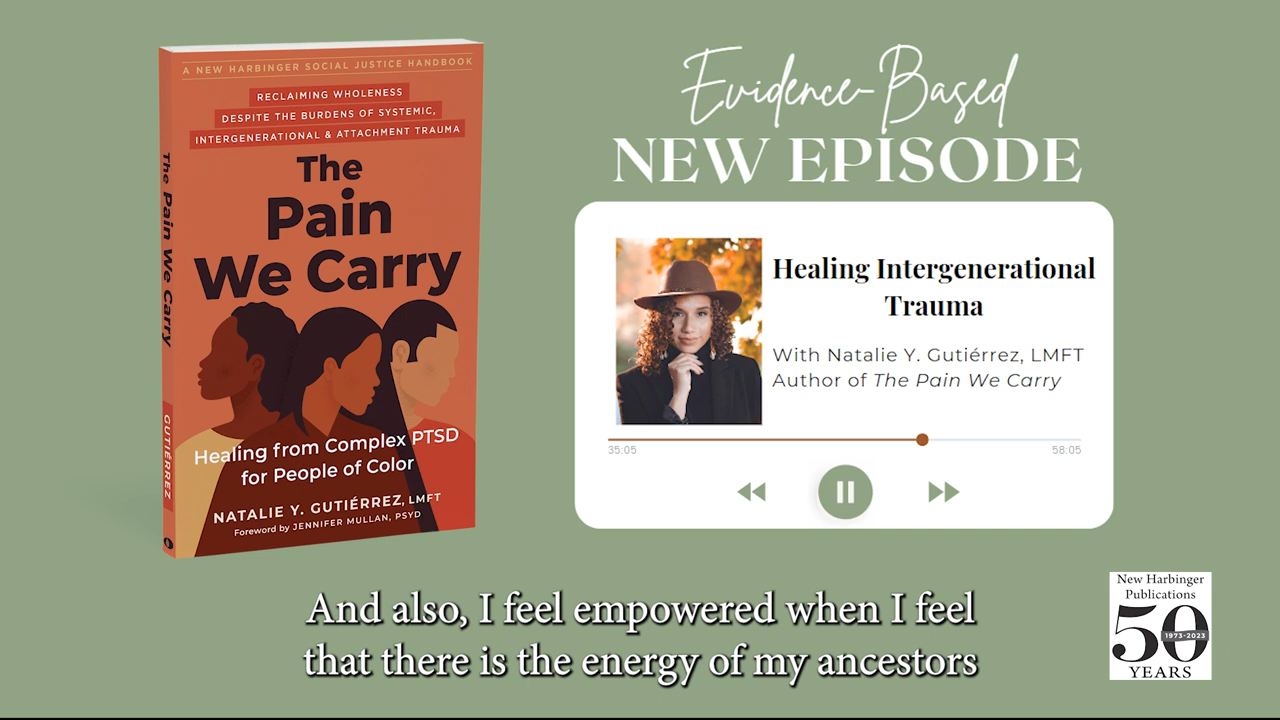 A NEW HARBINGER SOCIAL JUSTICE HANDBOOK
RECLAIMING WHOLENESS
DESPITE THE BURDENS OF SYSTEMIC,
INTERGENERATIONAL & ATTACHMENT TRAUMA
The
Pain
We Carry
Healing from Complex PTSD
for People of Color
NATALIE Y. GUTIÉRREZ, LMFT
Foreword by JENNIFER MULLAN, PSYD
The Pain We Carry
GUTIÉRREZ
Evidence-Based
NEW EPISODE
Healing Intergenerational
Trauma
With Natalie Y. Gutiérrez, LMFT
Author of The Pain We Carry
35:05
58:05
And also, I feel empowered when I feel
that there is the energy of my ancestors
New Harbinger
Publications
50
1973-2023
YEARS